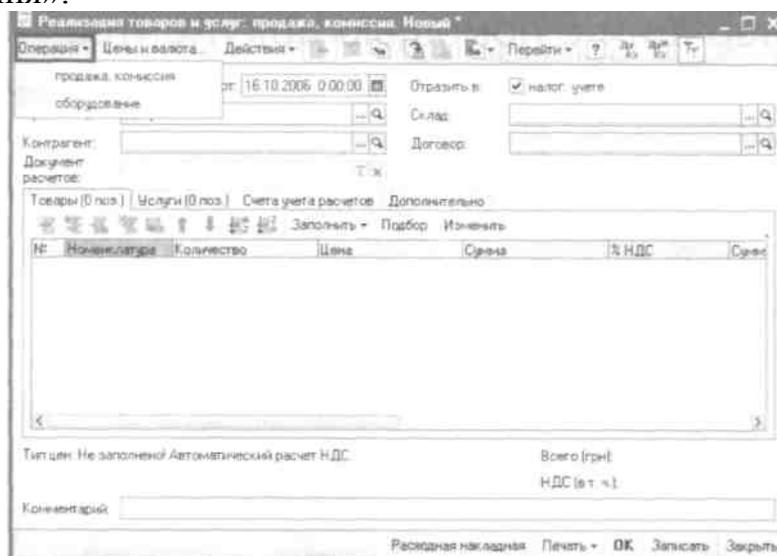 Реализация товаров и услуг: продажа, комиссия. Новый *
Операция Цены и валюта... Действия Перейти ?
продажа, комиссия
от: 16.10.2006 0:00:00 Отразить в: налог. учете
оборудование
Склад:
Контрагент: Договор:
Документ
расчетов:
Товары (0 поз.) Услуги (0 поз.) Счета учета расчетов Дополнительно
Заполнить Подбор Изменить
№ Номенклатура Количество Цена Сумма % НДС Сумм
Тип цен: Не заполнено! Автоматический расчет НДС. Всего (грн):
НДС (в т. ч.):
Комментарий:
Расходная накладная Печать OK Записать Закрыть